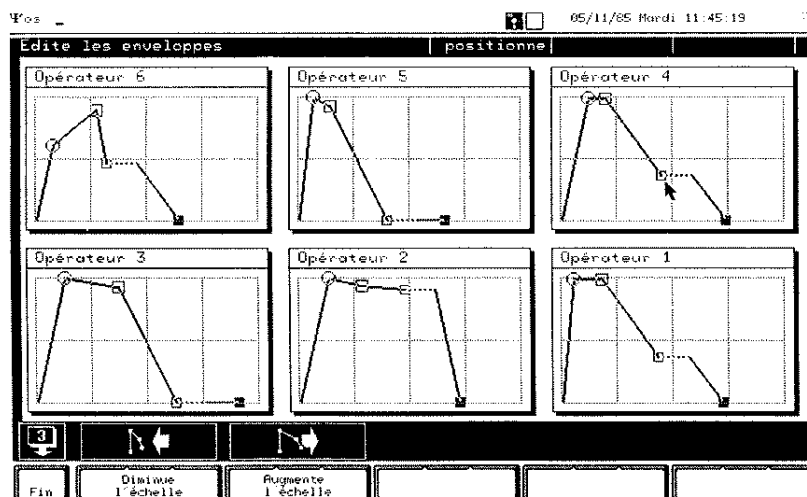 Ψos _ 05/11/85 Mardi 11:45:19
Edite les enveloppes positionne
Opérateur 6 Opérateur 5 Opérateur 4
Opérateur 3 Opérateur 2 Opérateur 1
3
Fin Diminue l'échelle Augmente l'échelle